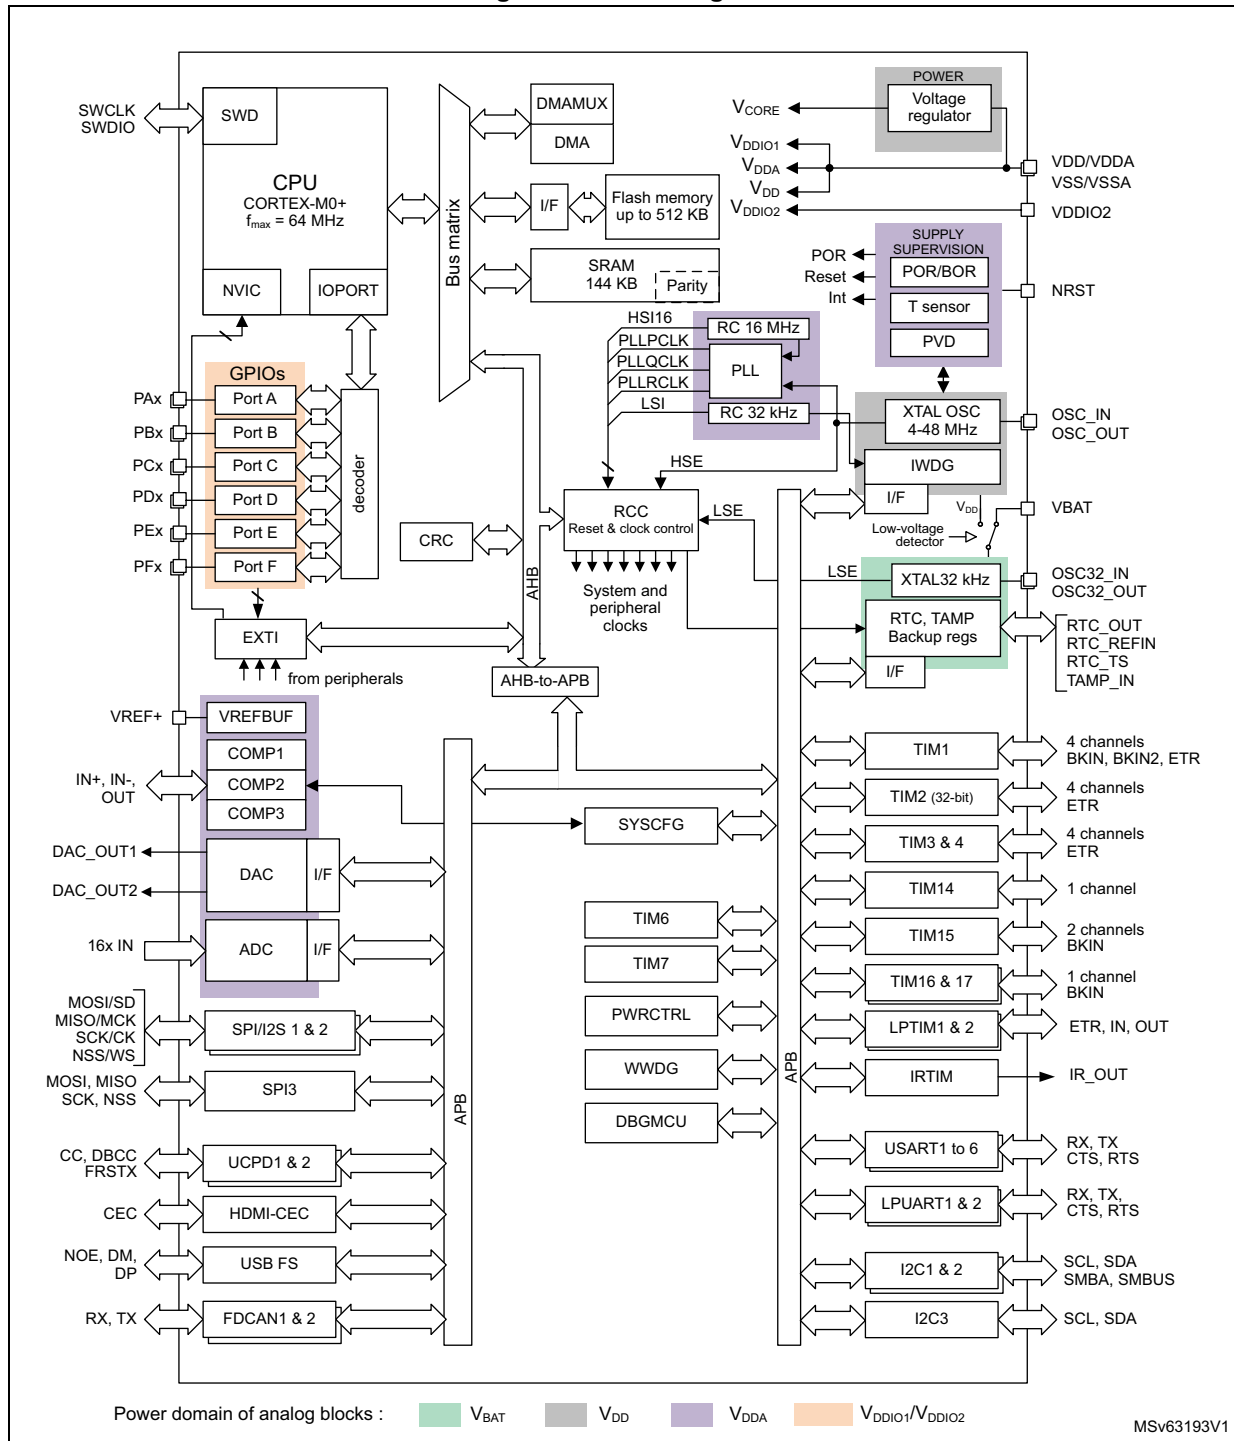 SWCLK
SWDIO
SWD
CPU
CORTEX-M0+
fmax = 64 MHz
NVIC
IOPORT
Bus matrix
DMAMUX
DMA
I/F
Flash memory
up to 512 KB
SRAM
144 KB
Parity
POWER
Voltage
regulator
VCORE
VDDIO1
VDDA
VDD
VDDIO2
VDD/VDDA
VSS/VSSA
VDDIO2
SUPPLY
SUPERVISION
POR/BOR
T sensor
PVD
POR
Reset
Int
NRST
HSI16
PLLPCLK
PLLQCLK
PLLRCLK
LSI
RC 16 MHz
PLL
RC 32 kHz
XTAL OSC
4-48 MHz
IWDG
I/F
OSC_IN
OSC_OUT
HSE
VDD
VBAT
Low-voltage
detector
GPIOs
PAx
Port A
PBx
Port B
PCx
Port C
PDx
Port D
PEx
Port E
PFx
Port F
decoder
CRC
AHB
RCC
Reset & clock control
LSE
System and
peripheral
clocks
LSE
XTAL32 kHz
RTC, TAMP
Backup regs
I/F
OSC32_IN
OSC32_OUT
RTC_OUT
RTC_REFIN
RTC_TS
TAMP_IN
EXTI
from peripherals
AHB-to-APB
VREF+
VREFBUF
COMP1
COMP2
COMP3
IN+, IN-,
OUT
DAC_OUT1
DAC_OUT2
DAC
I/F
16x IN
ADC
I/F
MOSI/SD
MISO/MCK
SCK/CK
NSS/WS
SPI/I2S 1 & 2
MOSI, MISO
SCK, NSS
SPI3
CC, DBCC
FRSTX
UCPD1 & 2
CEC
HDMI-CEC
NOE, DM,
DP
USB FS
RX, TX
FDCAN1 & 2
APB
SYSCFG
TIM6
TIM7
PWRCTRL
WWDG
DBGMCU
APB
TIM1
4 channels
BKIN, BKIN2, ETR
TIM2 (32-bit)
4 channels
ETR
TIM3 & 4
4 channels
ETR
TIM14
1 channel
TIM15
2 channels
BKIN
TIM16 & 17
1 channel
BKIN
LPTIM1 & 2
ETR, IN, OUT
IRTIM
IR_OUT
USART1 to 6
RX, TX
CTS, RTS
LPUART1 & 2
RX, TX,
CTS, RTS
I2C1 & 2
SCL, SDA
SMBA, SMBUS
I2C3
SCL, SDA
Power domain of analog blocks :
VBAT
VDD
VDDA
VDDIO1/VDDIO2
MSv63193V1